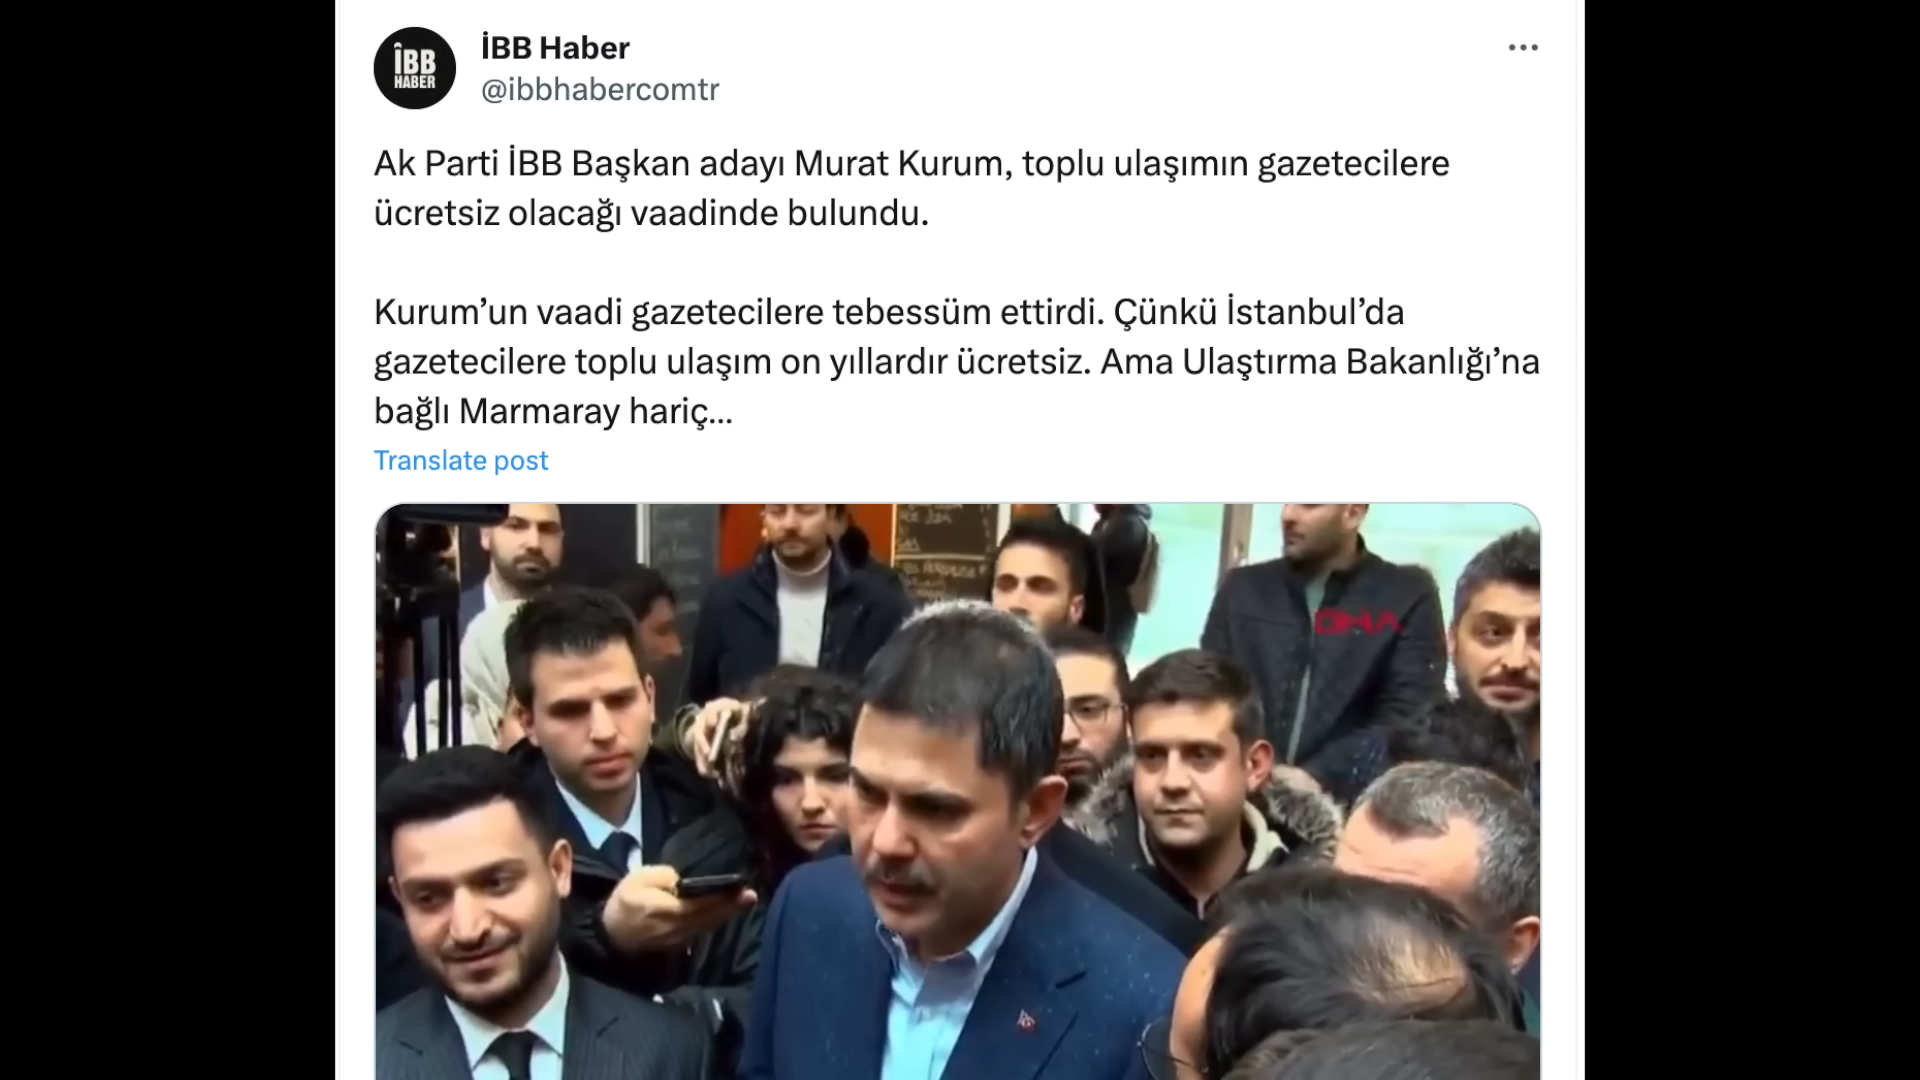 İBB
HABER
İBB Haber
@ibbhabercomtr
Ak Parti İBB Başkan adayı Murat Kurum, toplu ulaşımın gazetecilere
ücretsiz olacağı vaadinde bulundu.
Kurum’un vaadi gazetecilere tebessüm ettirdi. Çünkü İstanbul’da
gazetecilere toplu ulaşım on yıllardır ücretsiz. Ama Ulaştırma Bakanlığı’na
bağlı Marmaray hariç...
Translate post
DHA